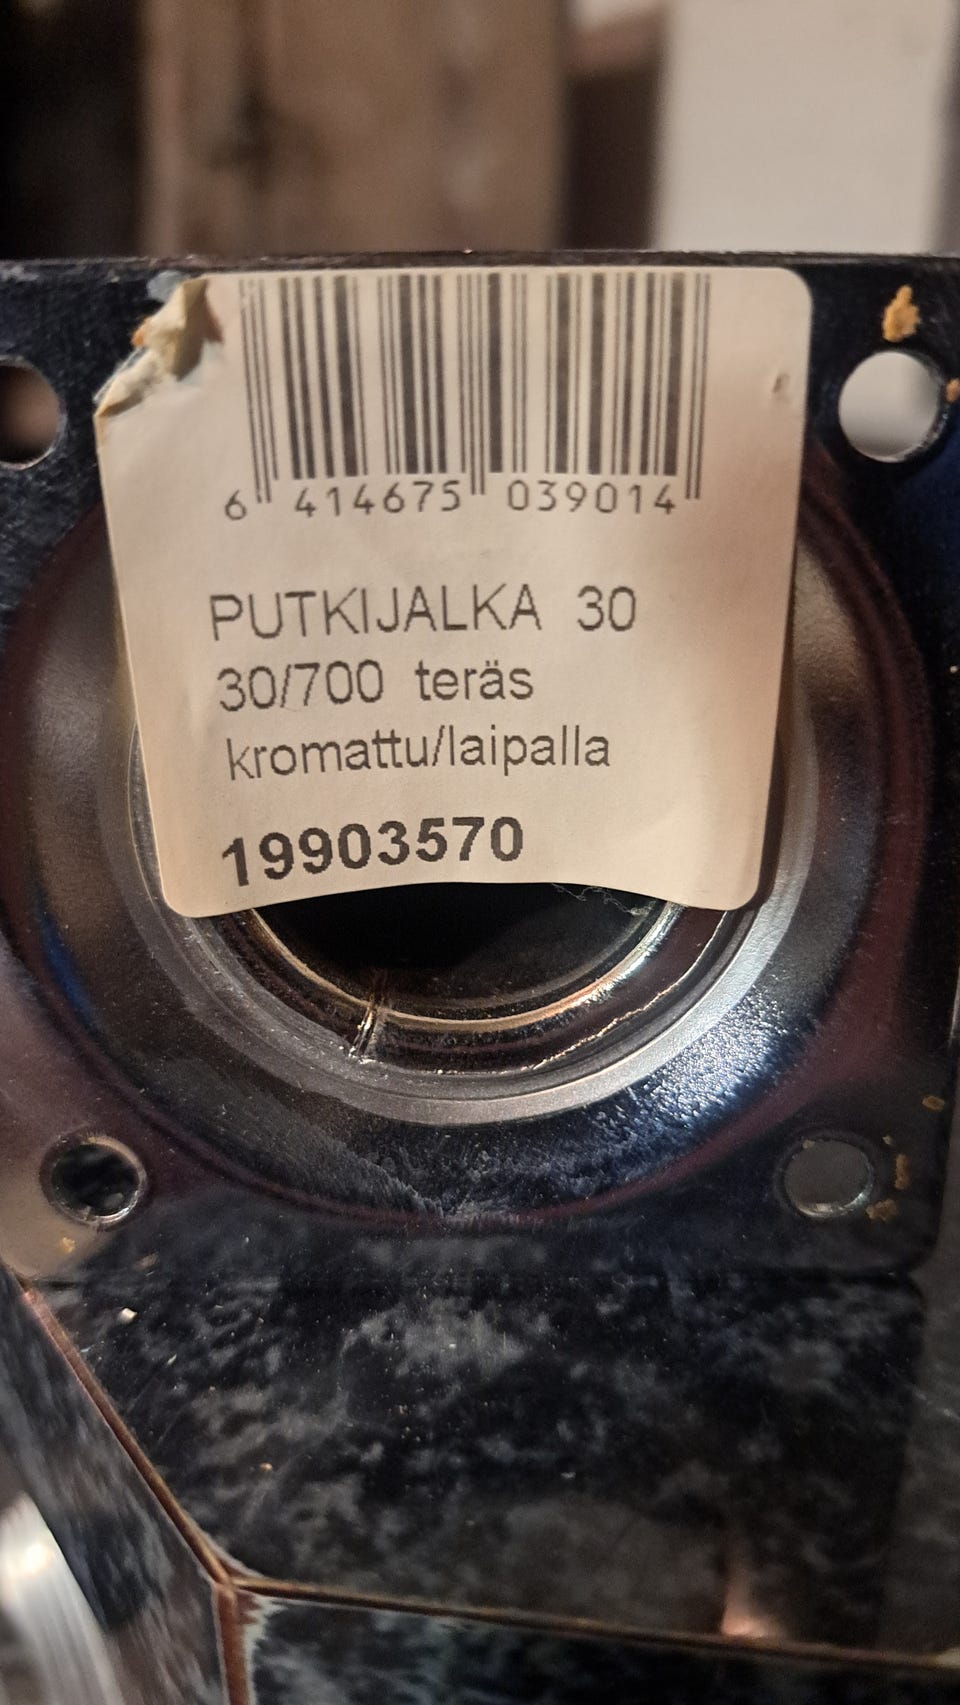 6 414675 039014
PUTKIJALKA 30
30/700 teräs
kromattu/laipalla
19903570